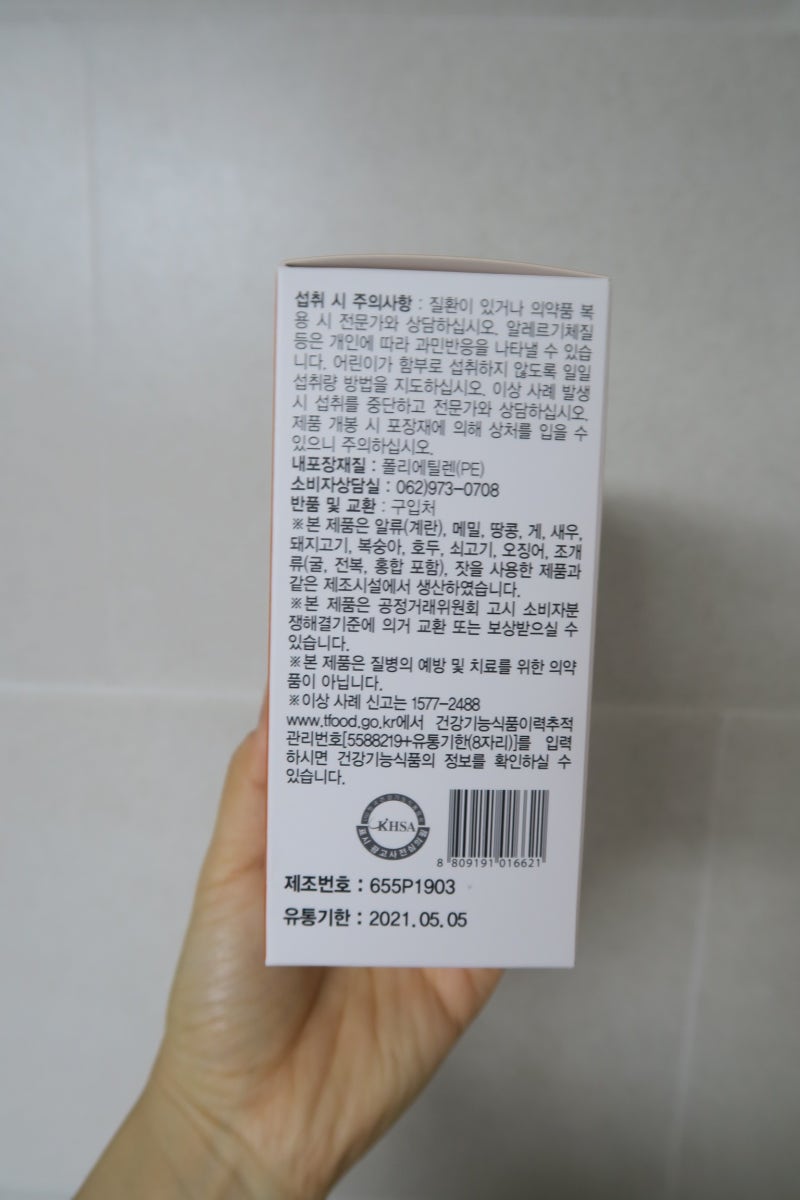 섭취 시 주의사항 : 질환이 있거나 의약품 복
용 시 전문가와 상담하십시오. 알레르기체질
등은 개인에 따라 과민반응을 나타낼 수 있습
니다. 어린이가 함부로 섭취하지 않도록 일일
섭취량 방법을 지도하십시오. 이상 사례 발생
시 섭취를 중단하고 전문가와 상담하십시오.
제품 개봉 시 포장재에 의해 상처를 입을 수
있으니 주의하십시오.
내포장재질 : 폴리에틸렌(PE)
소비자상담실 : 062)973-0708
반품 및 교환 : 구입처
※본 제품은 알류(계란), 메밀, 땅콩, 게, 새우,
돼지고기, 복숭아, 호두, 쇠고기, 오징어, 조개
류(굴, 전복, 홍합 포함), 잣을 사용한 제품과
같은 제조시설에서 생산하였습니다.
※본 제품은 공정거래위원회 고시 소비자분
쟁해결기준에 의거 교환 또는 보상받으실 수
있습니다.
※본 제품은 질병의 예방 및 치료를 위한 의약
품이 아닙니다.
※이상 사례 신고는 1577-2488
www.tfood.go.kr에서 건강기능식품이력추적
관리번호[5588219+유통기한(8자리)]를 입력
하시면 건강기능식품의 정보를 확인하실 수
있습니다.
KHSA
표시 광고사전심의필
8 809191 016621
제조번호 : 655P1903
유통기한 : 2021.05.05